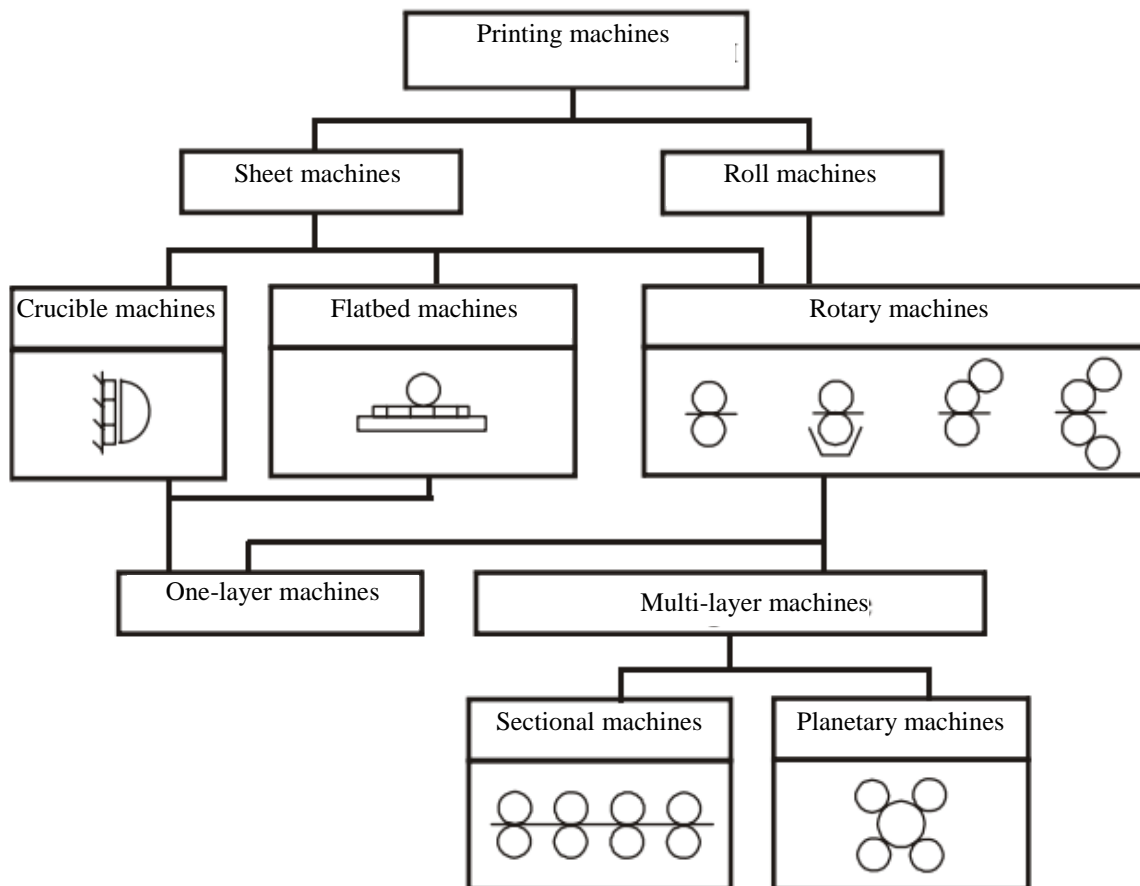 Printing machines
Sheet machines
Roll machines
Crucible machines
Flatbed machines
Rotary machines
One-layer machines
Multi-layer machines
Sectional machines
Planetary machines